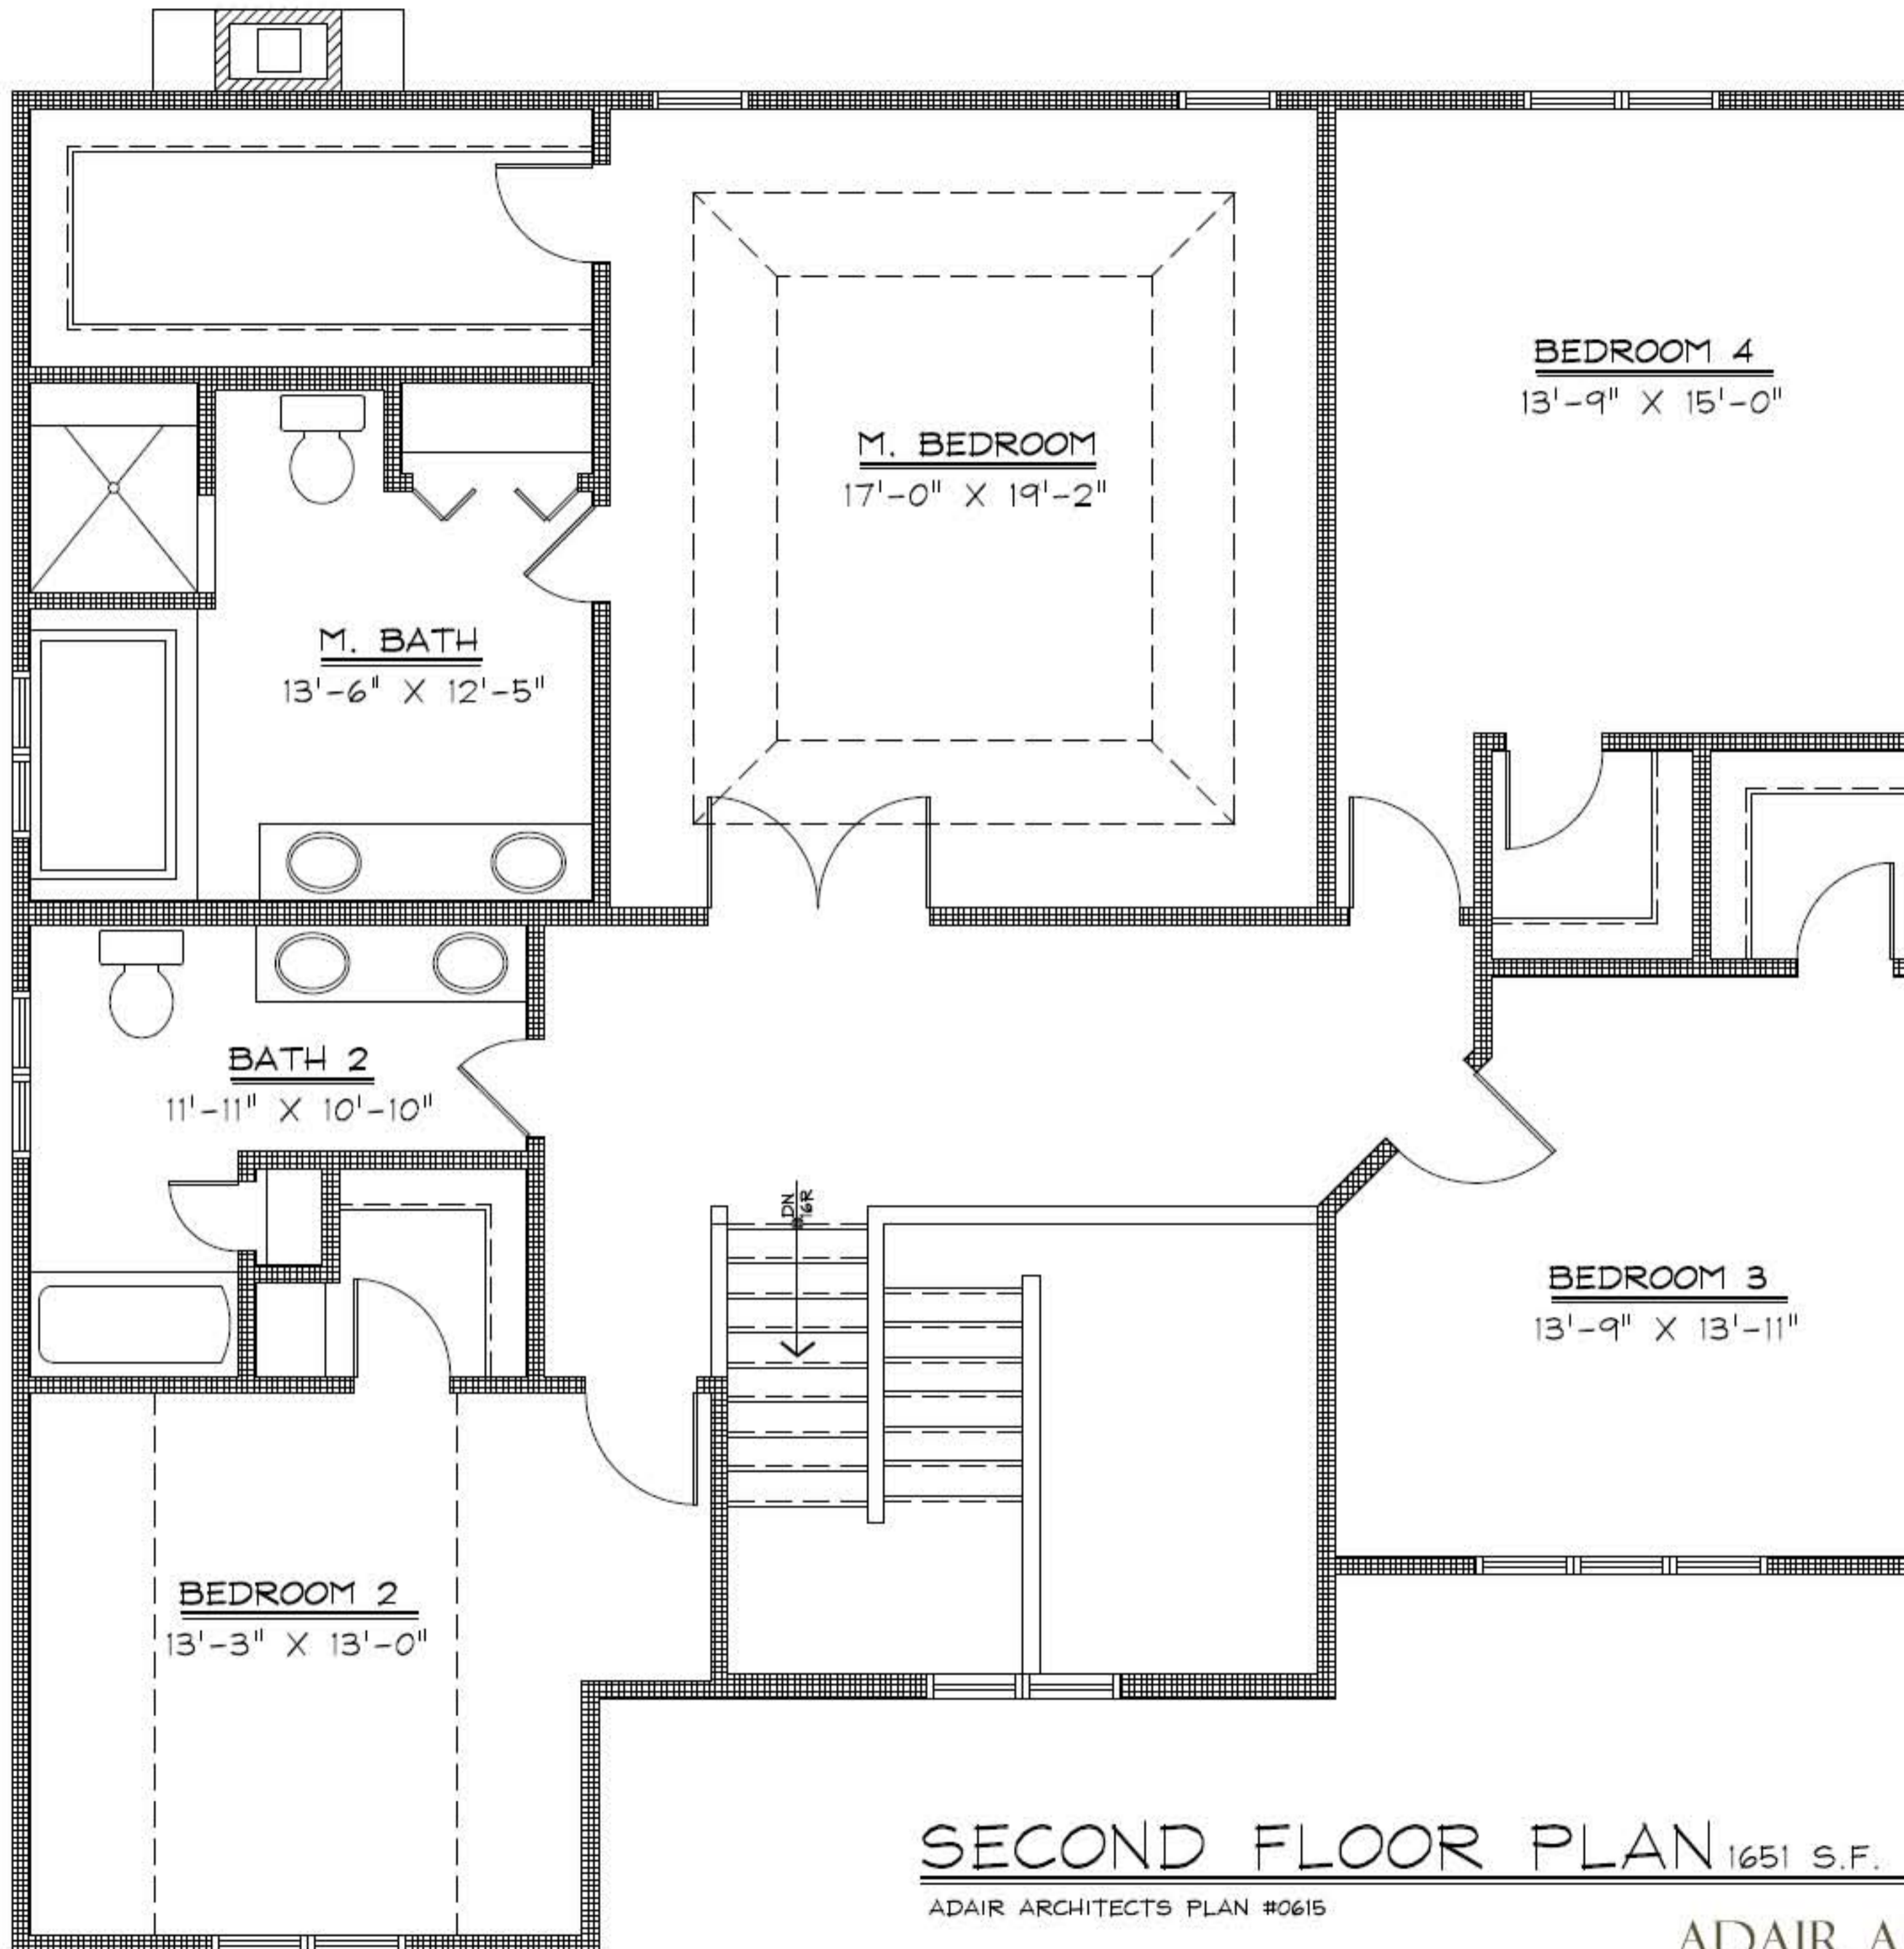 BEDROOM 4
13'-9" X 15'-0"
M. BEDROOM
17'-0" X 19'-2"
M. BATH
13'-6" X 12'-5"
BATH 2
11'-11" X 10'-10"
DN
16R
BEDROOM 3
13'-9" X 13'-11"
BEDROOM 2
13'-3" X 13'-0"
SECOND FLOOR PLAN 1651 S.F.
ADAIR ARCHITECTS PLAN #0615
ADAIR A